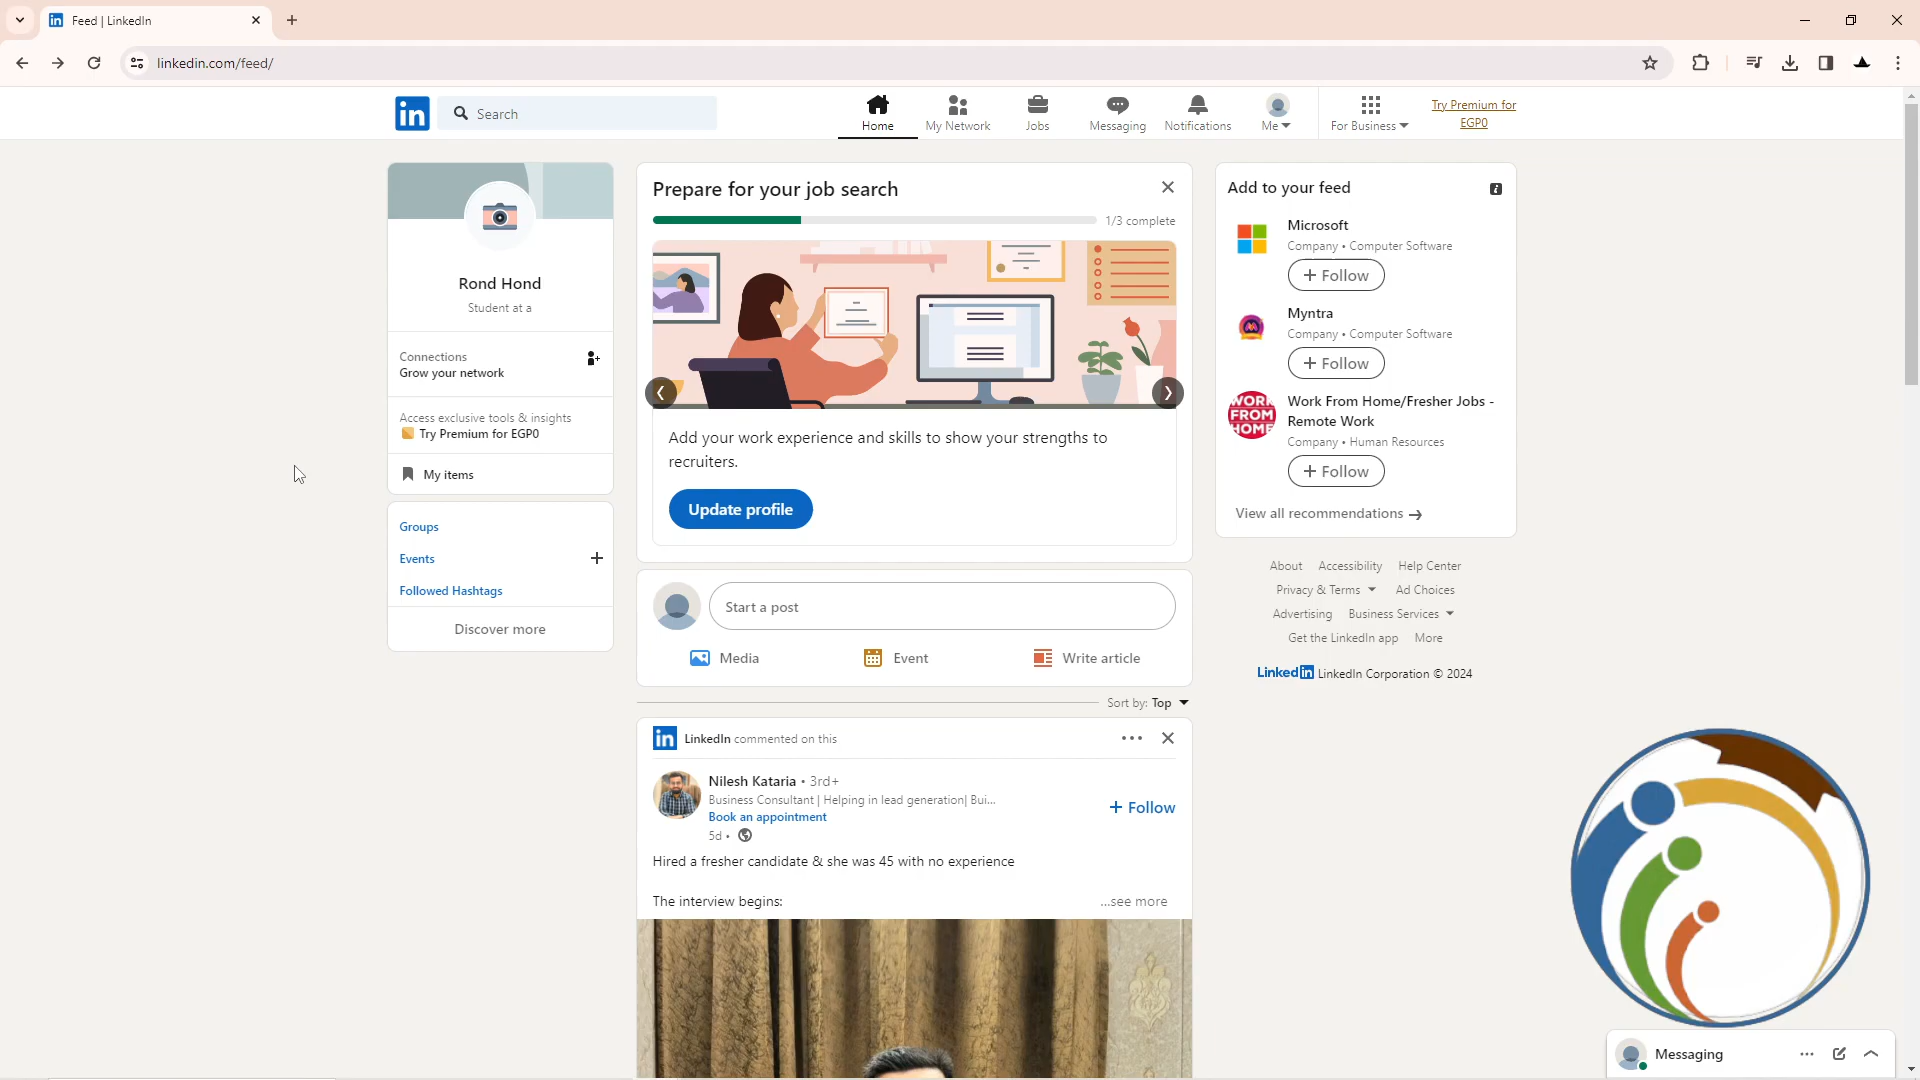 Feed | LinkedIn
linkedin.com/feed/
in
Search
Home
My Network
Jobs
Messaging
Notifications
Me
For Business
Try Premium for
EGP0
Rond Hond
Student at a
Connections
Grow your network
Access exclusive tools & insights
Try Premium for EGP0
My items
Groups
Events
Followed Hashtags
Discover more
Prepare for your job search
1/3 complete
Add your work experience and skills to show your strengths to
recruiters.
Update profile
Start a post
Media
Event
Write article
Sort by: Top
in LinkedIn commented on this
Nilesh Kataria • 3rd+
Business Consultant | Helping in lead generation| Bui...
Book an appointment
5d •
+ Follow
Hired a fresher candidate & she was 45 with no experience
The interview begins:
...see more
Add to your feed
Microsoft
Company • Computer Software
+ Follow
Myntra
Company • Computer Software
+ Follow
WORK
FROM
HOME
Work From Home/Fresher Jobs -
Remote Work
Company • Human Resources
+ Follow
View all recommendations →
About Accessibility Help Center
Privacy & Terms Ad Choices
Advertising Business Services
Get the LinkedIn app More
LinkedIn LinkedIn Corporation © 2024
Messaging